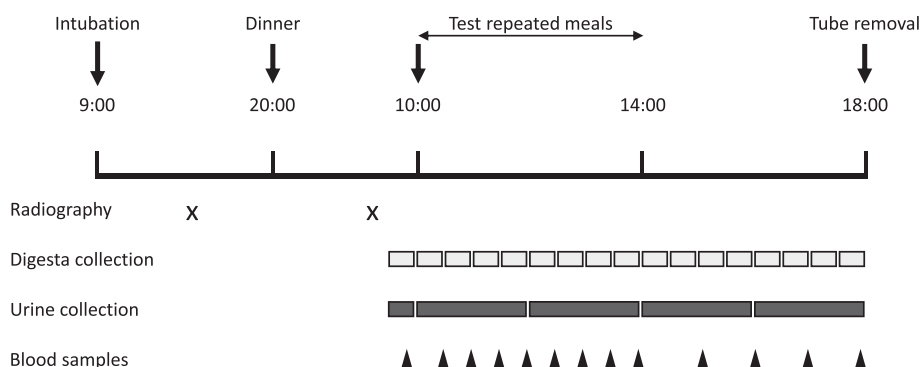 Intubation Dinner Test repeated meals Tube removal
9:00 20:00 10:00 14:00 18:00
Radiography x x
Digesta collection
Urine collection
Blood samples